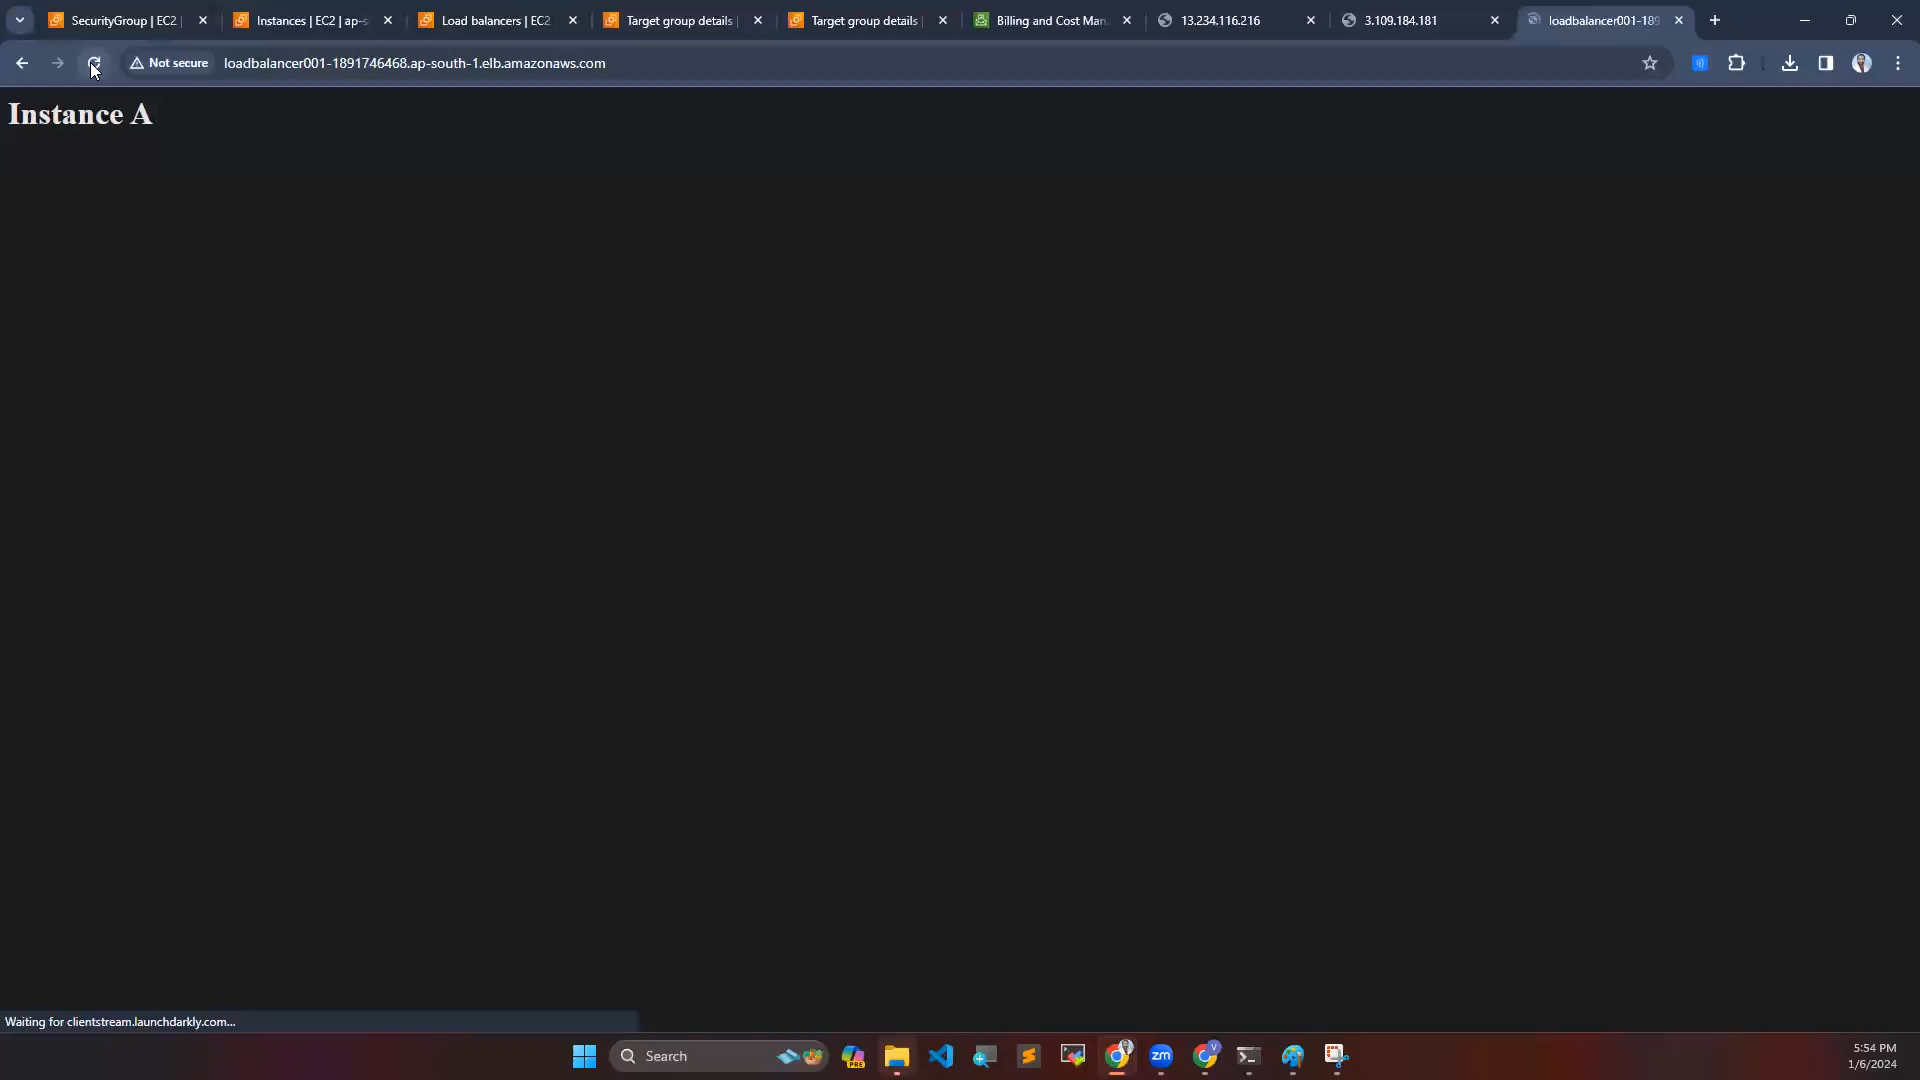 SecurityGroup | EC2
Instances | EC2 | ap-s
Load balancers | EC2
Target group details |
Target group details |
Billing and Cost Man
13.234.116.216
3.109.184.181
loadbalancer001-189
Not secure
loadbalancer001-1891746468.ap-south-1.elb.amazonaws.com
Instance A
Waiting for clientstream.launchdarkly.com...
Search
PRE
zm
V
5:54 PM
1/6/2024